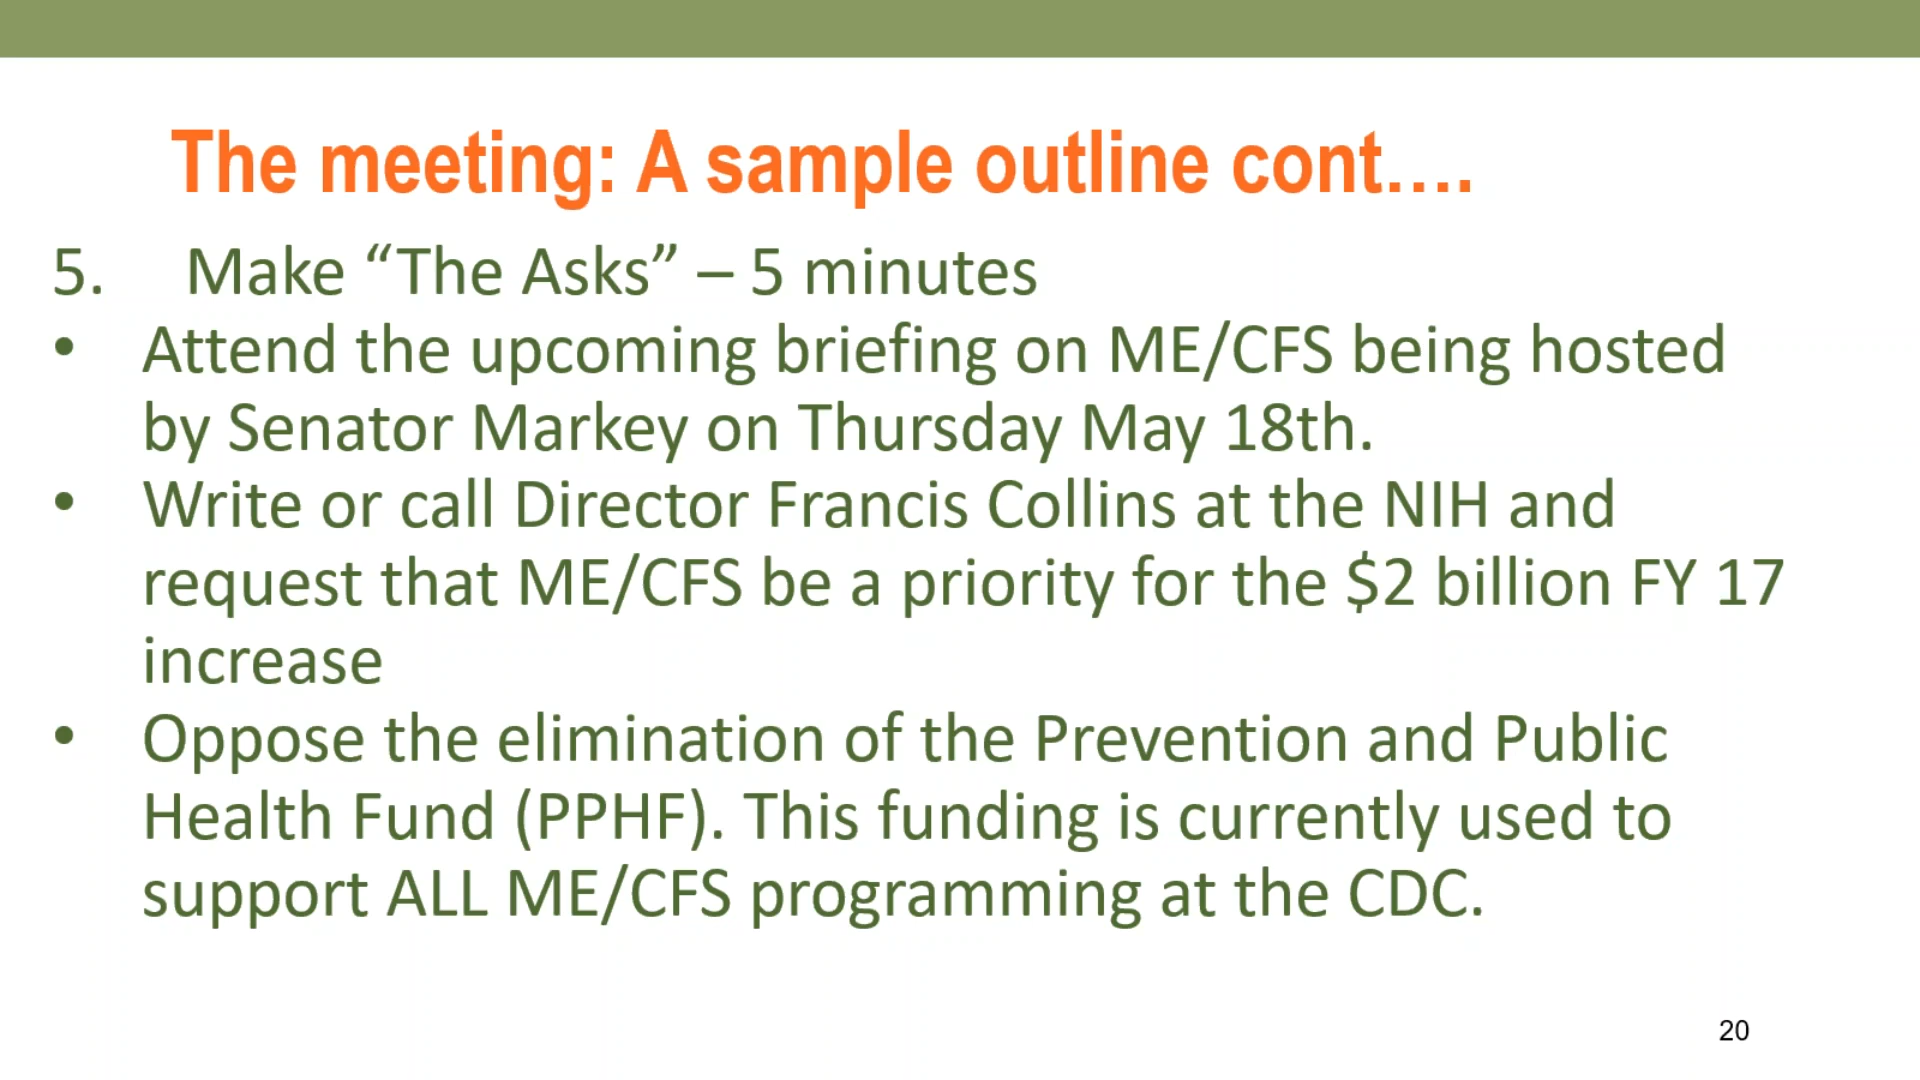 The meeting: A sample outline cont….
5. Make “The Asks” – 5 minutes
• Attend the upcoming briefing on ME/CFS being hosted
by Senator Markey on Thursday May 18th.
• Write or call Director Francis Collins at the NIH and
request that ME/CFS be a priority for the $2 billion FY 17
increase
• Oppose the elimination of the Prevention and Public
Health Fund (PPHF). This funding is currently used to
support ALL ME/CFS programming at the CDC.
20